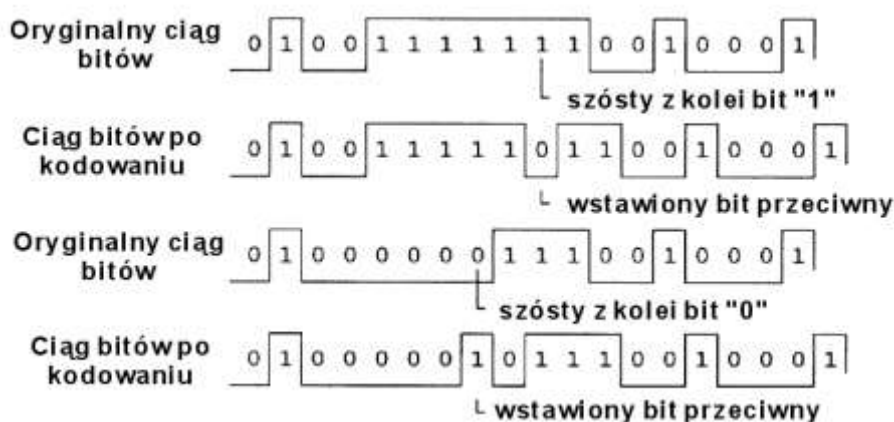 Oryginalny ciąg
bitów
0 1 0 0 1 1 1 1 1 1 1 0 0 1 0 0 0 1
szósty z kolei bit "1"
Ciąg bitów po
kodowaniu
0 1 0 0 1 1 1 1 1 0 1 1 0 0 1 0 0 0 1
wstawiony bit przeciwny
Oryginalny ciąg
bitów
0 1 0 0 0 0 0 0 1 1 1 0 0 1 0 0 0 1
szósty z kolei bit "0"
Ciąg bitów po
kodowaniu
0 1 0 0 0 0 0 1 0 1 1 1 0 0 1 0 0 0 1
wstawiony bit przeciwny